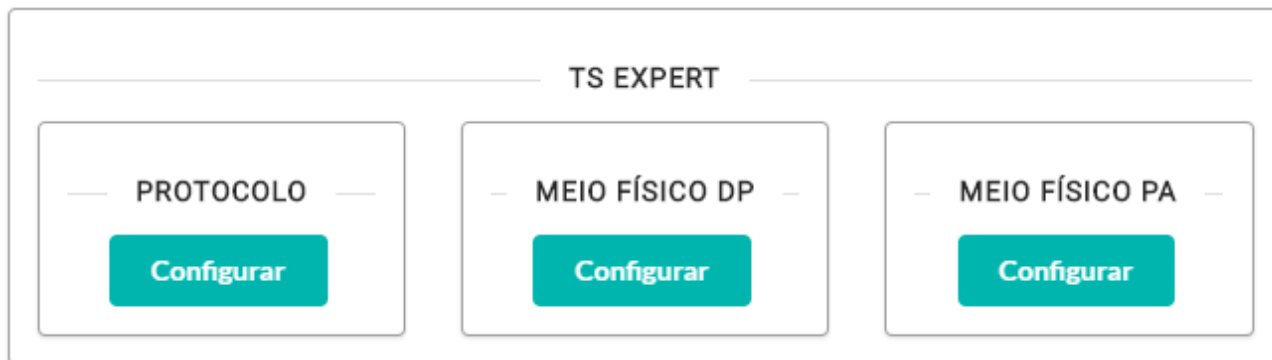 TS EXPERT
PROTOCOLO
Configurar
MEIO FÍSICO DP
Configurar
MEIO FÍSICO PA
Configurar